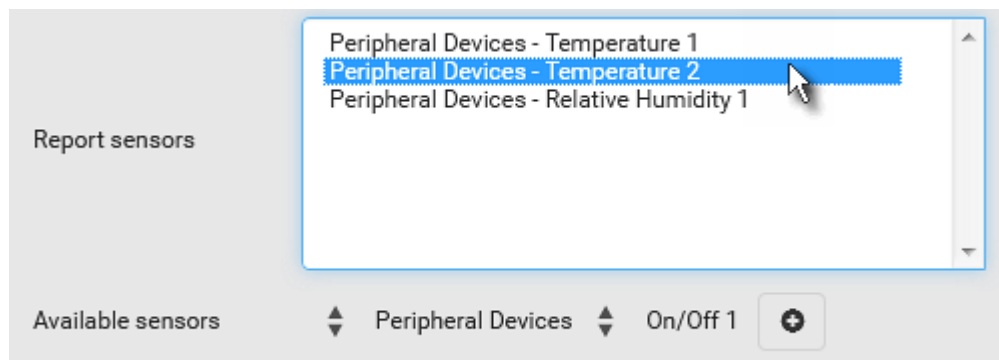 Peripheral Devices - Temperature 1
Peripheral Devices - Temperature 2
Peripheral Devices - Relative Humidity 1
Report sensors
Available sensors Peripheral Devices On/Off 1